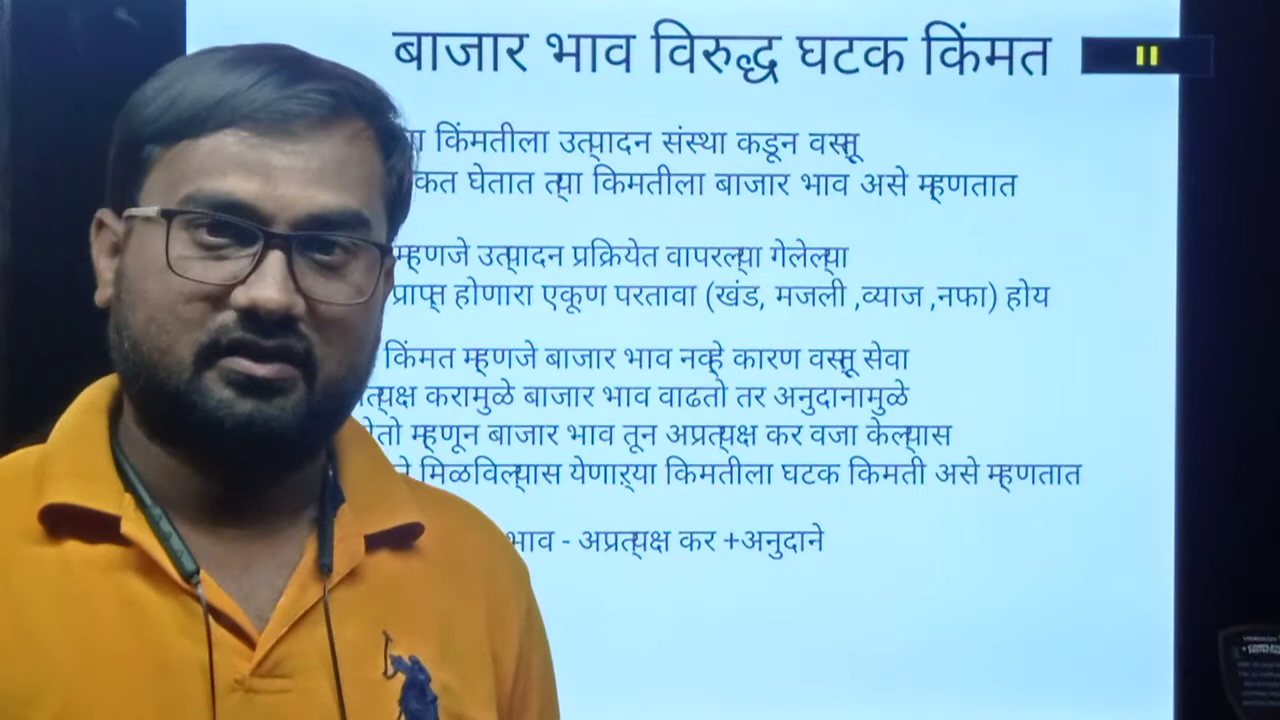 बाजार भाव विरुद्ध घटक किंमत
किंमतीला उत्पादन संस्था कडून वस्तू
घेतात त्या किमतीला बाजार भाव असे म्हणतात
म्हणजे उत्पादन प्रक्रियेत वापरल्या गेलेल्या
प्राप्त होणारा एकूण परतावा (खंड, मजली ,व्याज ,नफा) होय
किंमत म्हणजे बाजार भाव नव्हे कारण वस्तू सेवा
करामुळे बाजार भाव वाढतो तर अनुदानामुळे
म्हणून बाजार भाव तून अप्रत्यक्ष कर वजा केल्यास
मिळविल्यास येणाऱ्या किमतीला घटक किमती असे म्हणतात
भाव - अप्रत्यक्ष कर +अनुदाने